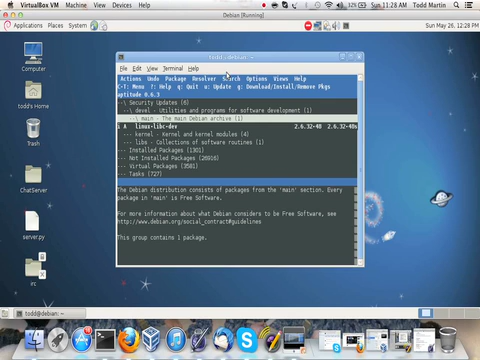 VirtualBox VM Machine View Devices Help
Sun 11:28 AM Todd Martin
Debian [Running]
Applications Places System
Sun May 26, 12:28 PM
Computer
todd's Home
Trash
ChatServer
server.py
todd@debian: ~
File Edit View Terminal Help
Actions Undo Package Resolver Search Options Views Help
C-T: Menu ?: Help q: Quit u: Update g: Download/Install/Remove Pkgs
aptitude 0.6.3
--\ Security Updates (6)
--\ devel - Utilities and programs for software development (1)
--\ main - The main Debian archive (1)
i A linux-libc-dev 2.6.32-48 2.6.32-48s
--- kernel - Kernel and kernel modules (4)
--- libs - Collections of software routines (1)
--- Installed Packages (1301)
--- Not Installed Packages (26916)
--- Virtual Packages (3581)
--- Tasks (727)
The Debian distribution consists of packages from the 'main' section. Every
package in 'main' is Free Software.
For more information about what Debian considers to be Free Software, see
http://www.debian.org/social_contract#guidelines
This group contains 1 package.
todd@debian: ~